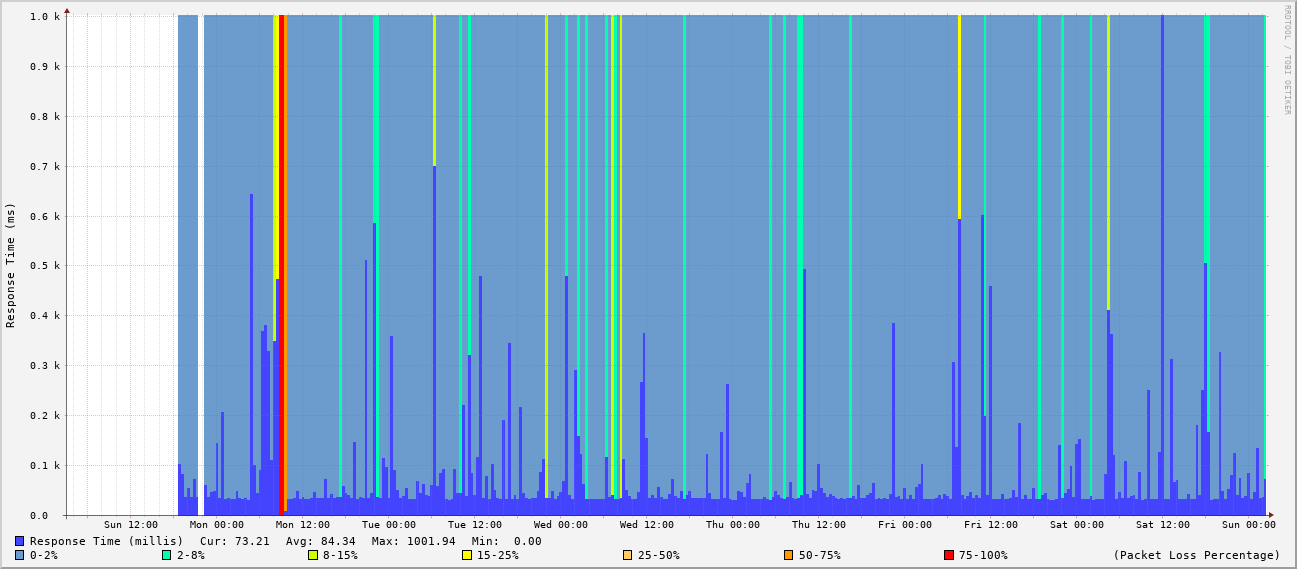 1.0 k
0.9 k
0.8 k
0.7 k
0.6 k
0.5 k
0.4 k
0.3 k
0.2 k
0.1 k
0.0
Response Time (ms)
RRDTOOL / TOBI OETIKER
Sun 12:00 Mon 00:00 Mon 12:00 Tue 00:00 Tue 12:00 Wed 00:00 Wed 12:00 Thu 00:00 Thu 12:00 Fri 00:00 Fri 12:00 Sat 00:00 Sat 12:00 Sun 00:00
Response Time (millis) Cur: 73.21 Avg: 84.34 Max: 1001.94 Min: 0.00
0-2% 2-8% 8-15% 15-25% 25-50% 50-75% 75-100% (Packet Loss Percentage)